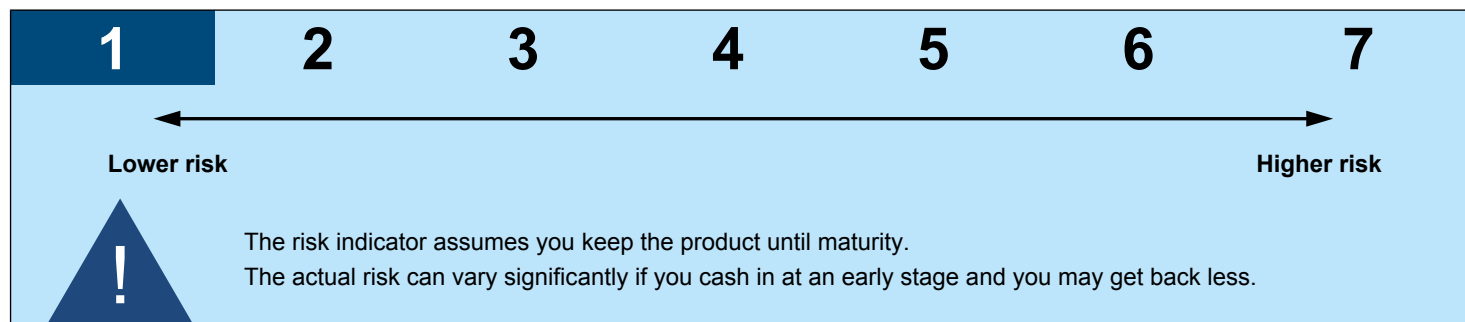 1 2 3 4 5 6 7
Lower risk Higher risk
!
The risk indicator assumes you keep the product until maturity.
The actual risk can vary significantly if you cash in at an early stage and you may get back less.